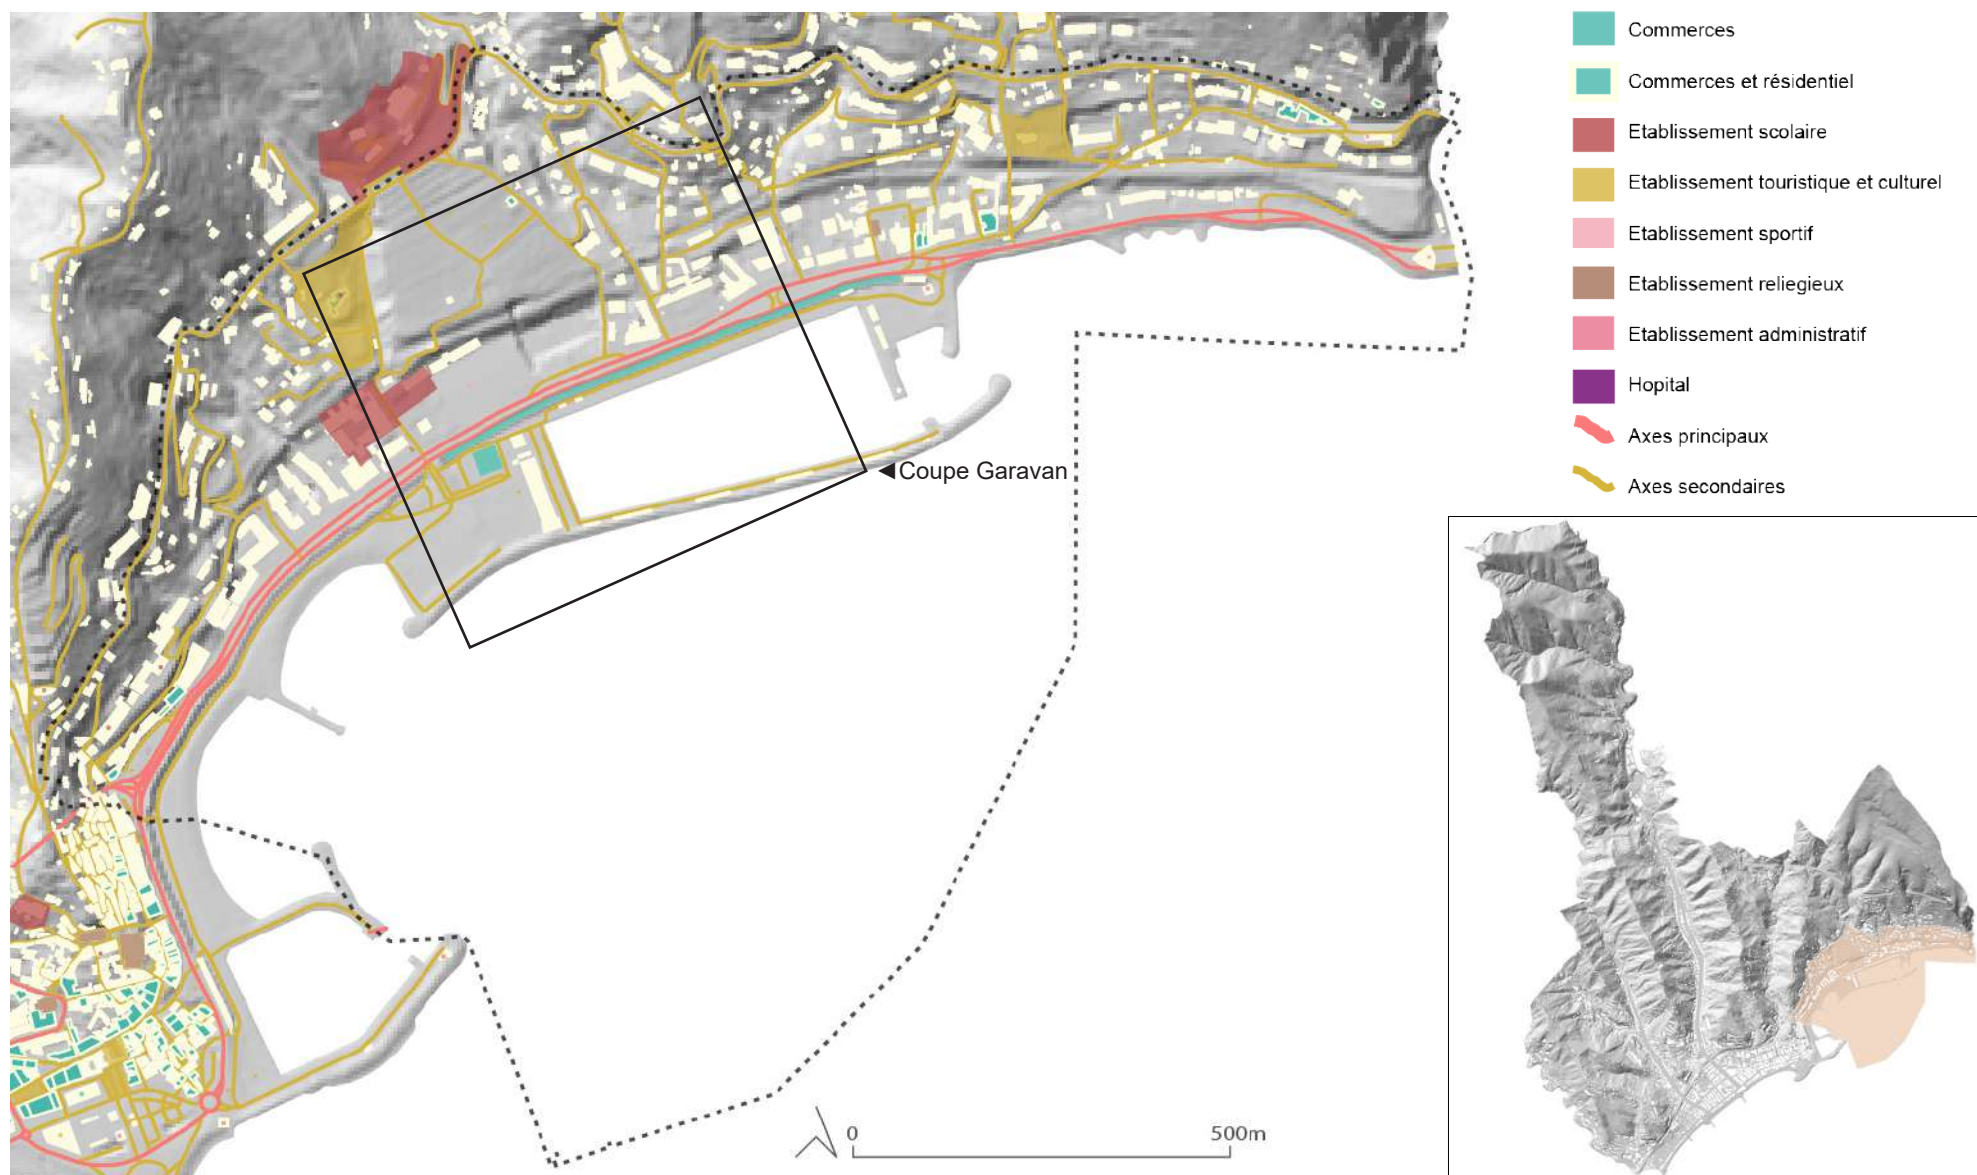 Commerces
Commerces et résidentiel
Etablissement scolaire
Etablissement touristique et culturel
Etablissement sportif
Etablissement reliegieux
Etablissement administratif
Hopital
Axes principaux
Axes secondaires
Coupe Garavan
0 500m